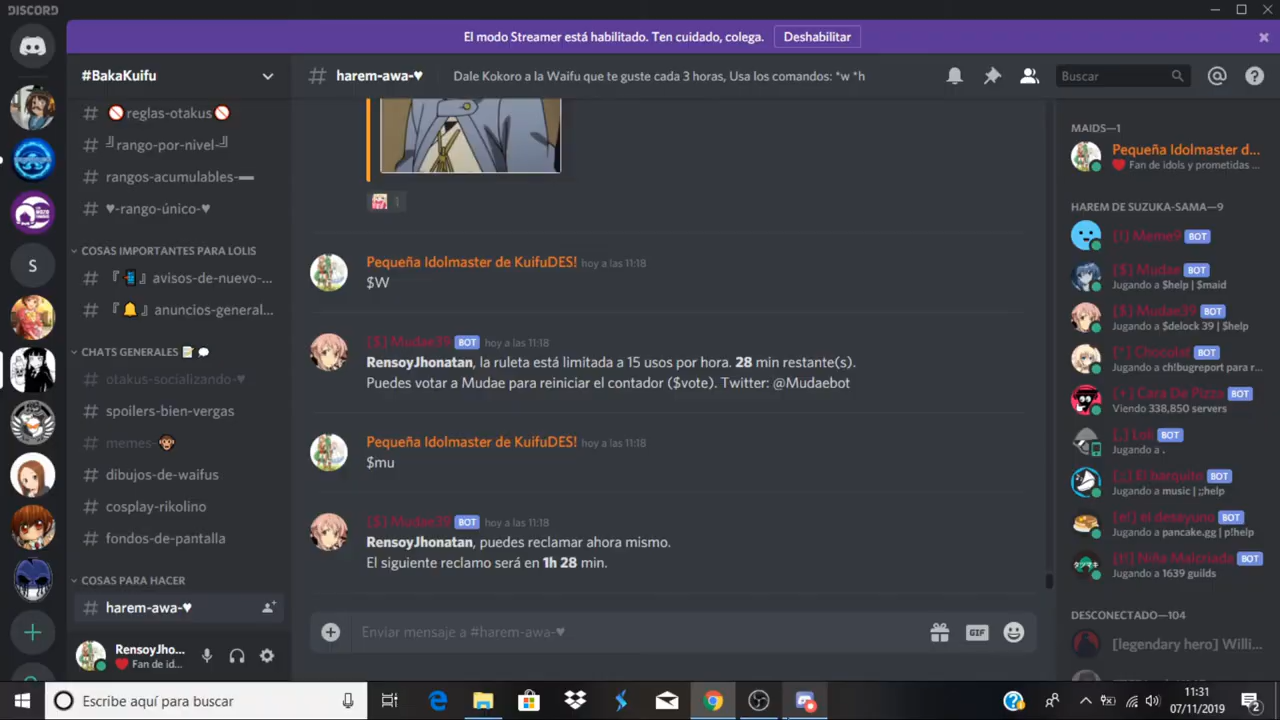 DISCORD
El modo Streamer está habilitado. Ten cuidado, colega.
Deshabilitar
#BakaKuifu
# reglas-otakus
# ╝rango-por-nivel-╝
# rangos-acumulables-▬
# ♥-rango-único-♥
COSAS IMPORTANTES PARA LOLIS
# 『📲』avisos-de-nuevo-...
# 『🔔』anuncios-general...
CHATS GENERALES 📝💬
# otakus-socializando-♥
# spoilers-bien-vergas
# memes-🐵
# dibujos-de-waifus
# cosplay-rikolino
# fondos-de-pantalla
COSAS PARA HACER
# harem-awa-♥
RensoyJho...
❤ Fan de id...
S
# harem-awa-♥
Dale Kokoro a la Waifu que te guste cada 3 horas, Usa los comandos: *w *h
Buscar
1
Pequeña Idolmaster de KuifuDES! hoy a las 11:18
$W
[$] Mudae39 BOT hoy a las 11:18
RensoyJhonatan, la ruleta está limitada a 15 usos por hora. 28 min restante(s).
Puedes votar a Mudae para reiniciar el contador ($vote). Twitter: @Mudaebot
Pequeña Idolmaster de KuifuDES! hoy a las 11:18
$mu
[$] Mudae39 BOT hoy a las 11:18
RensoyJhonatan, puedes reclamar ahora mismo.
El siguiente reclamo será en 1h 28 min.
Enviar mensaje a #harem-awa-♥
GIF
MAIDS—1
Pequeña Idolmaster d...
❤ Fan de idols y prometidas ...
HAREM DE SUZUKA-SAMA—9
[!] Meme9 BOT
[$] Mudae BOT
Jugando a $help | $maid
[$] Mudae39 BOT
Jugando a $delock 39 | $help
[*] Chocolat BOT
Jugando a ch!bugreport para r...
[+] Cara De Pizza BOT
Viendo 338,850 servers
[,] Loli BOT
Jugando a .
[;;] El barquito BOT
Jugando a music | ;;help
[e!] el desayuno BOT
Jugando a pancake.gg | p!help
[t!] Niña Malcriada BOT
Jugando a 1639 guilds
DESCONECTADO—104
[legendary hero] Willi...
Escribe aquí para buscar
11:31
07/11/2019
2